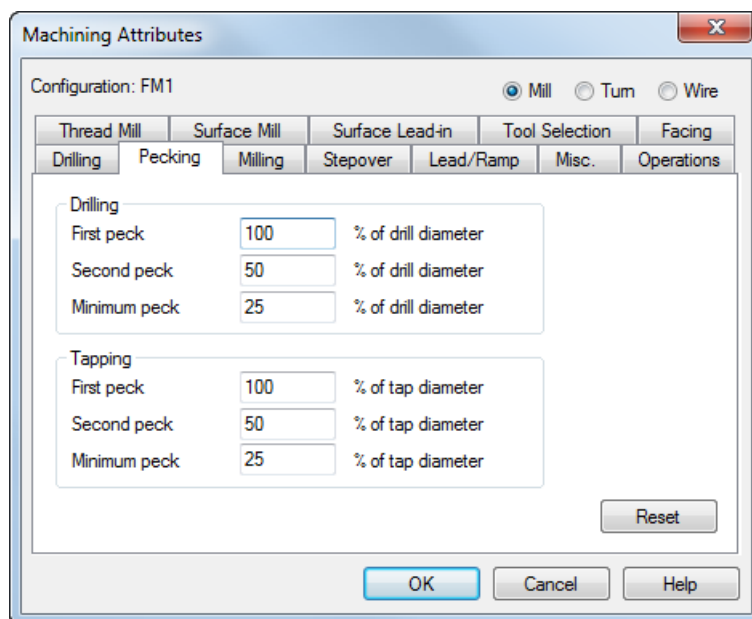 Machining Attributes
X
Configuration: FM1 Mill Turn Wire
Thread Mill Surface Mill Surface Lead-in Tool Selection Facing
Drilling Pecking Milling Stepover Lead/Ramp Misc. Operations
Drilling
First peck 100 % of drill diameter
Second peck 50 % of drill diameter
Minimum peck 25 % of drill diameter
Tapping
First peck 100 % of tap diameter
Second peck 50 % of tap diameter
Minimum peck 25 % of tap diameter
Reset
OK Cancel Help